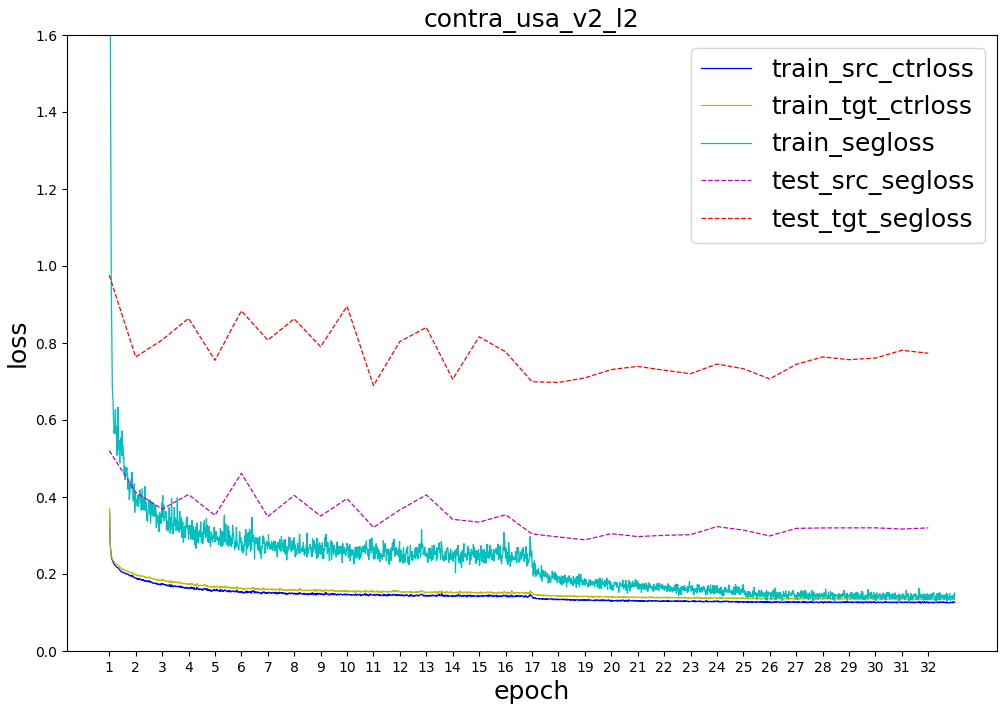 contra_usa_v2_l2
train_src_ctrloss
train_tgt_ctrloss
train_segloss
test_src_segloss
test_tgt_segloss
1.6
1.4
1.2
1.0
0.8
0.6
0.4
0.2
0.0
loss
1 2 3 4 5 6 7 8 9 10 11 12 13 14 15 16 17 18 19 20 21 22 23 24 25 26 27 28 29 30 31 32
epoch